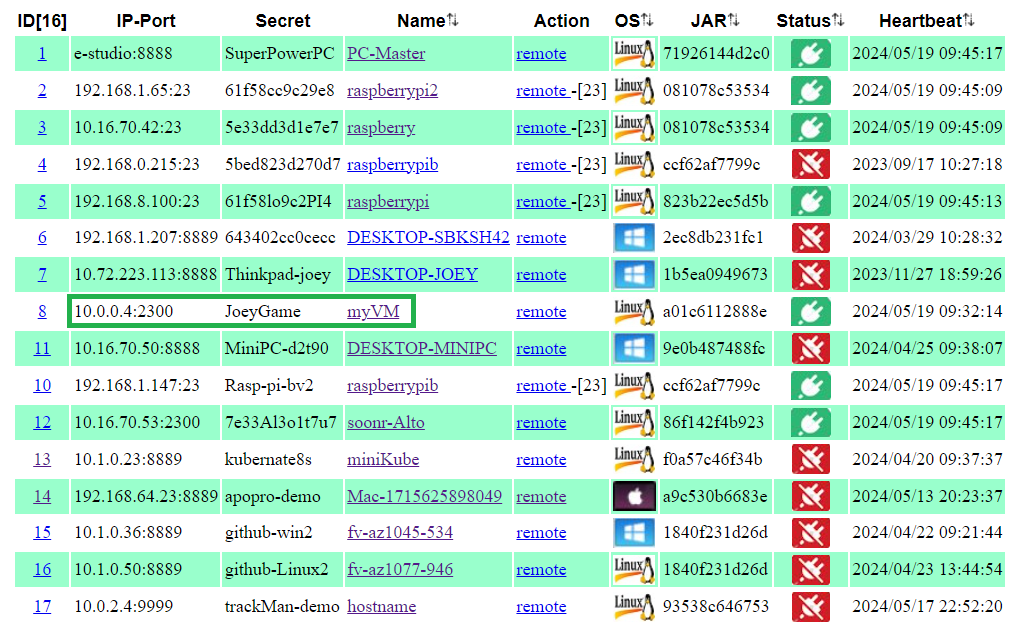 ID[16] IP-Port Secret Name⇅ Action OS⇅ JAR⇅ Status⇅ Heartbeat⇅
1 e-studio:8888 SuperPowerPC PC-Master remote Linux 71926144d2c0 2024/05/19 09:45:17
2 192.168.1.65:23 61f58cc9c29e8 raspberrypi2 remote -[23] Linux 081078c53534 2024/05/19 09:45:09
3 10.16.70.42:23 5e33dd3d1e7e7 raspberry remote -[23] Linux 081078c53534 2024/05/19 09:45:09
4 192.168.0.215:23 5bed823d270d7 raspberrypib remote -[23] Linux ccf62af7799c 2023/09/17 10:27:18
5 192.168.8.100:23 61f58lo9c2PI4 raspberrypi remote -[23] Linux 823b22ec5d5b 2024/05/19 09:45:13
6 192.168.1.207:8889 643402cc0cecc DESKTOP-SBKSH42 remote 2ec8db231fc1 2024/03/29 10:28:32
7 10.72.223.113:8888 Thinkpad-joey DESKTOP-JOEY remote 1b5ea0949673 2023/11/27 18:59:26
8 10.0.0.4:2300 JoeyGame myVM remote Linux a01c6112888e 2024/05/19 09:32:14
11 10.16.70.50:8888 MiniPC-d2t90 DESKTOP-MINIPC remote 9e0b487488fc 2024/04/25 09:38:07
10 192.168.1.147:23 Rasp-pi-bv2 raspberrypib remote -[23] Linux ccf62af7799c 2024/05/19 09:45:17
12 10.16.70.53:2300 7e33Al3o1t7u7 soonr-Alto remote Linux 86f142f4b923 2024/05/19 09:45:17
13 10.1.0.23:8889 kubernate8s miniKube remote Linux f0a57c46f34b 2024/04/20 09:37:37
14 192.168.64.23:8889 apopro-demo Mac-1715625898049 remote a9c530b6683e 2024/05/13 20:23:37
15 10.1.0.36:8889 github-win2 fv-az1045-534 remote 1840f231d26d 2024/04/22 09:21:44
16 10.1.0.50:8889 github-Linux2 fv-az1077-946 remote Linux 1840f231d26d 2024/04/23 13:44:54
17 10.0.2.4:9999 trackMan-demo hostname remote Linux 93538c646753 2024/05/17 22:52:20